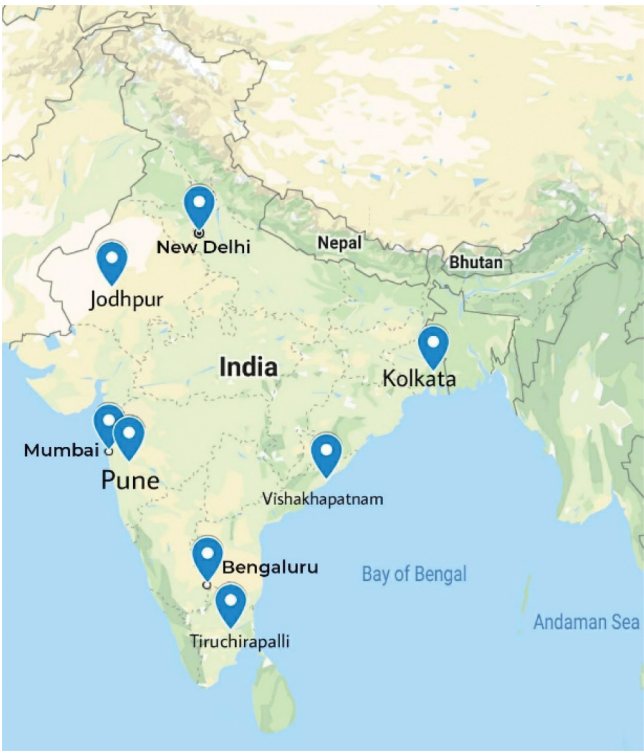 New Delhi
Nepal
Bhutan
Jodhpur
India
Kolkata
Mumbai
Pune
Vishakhapatnam
Bengaluru
Bay of Bengal
Andaman Sea
Tiruchirapalli